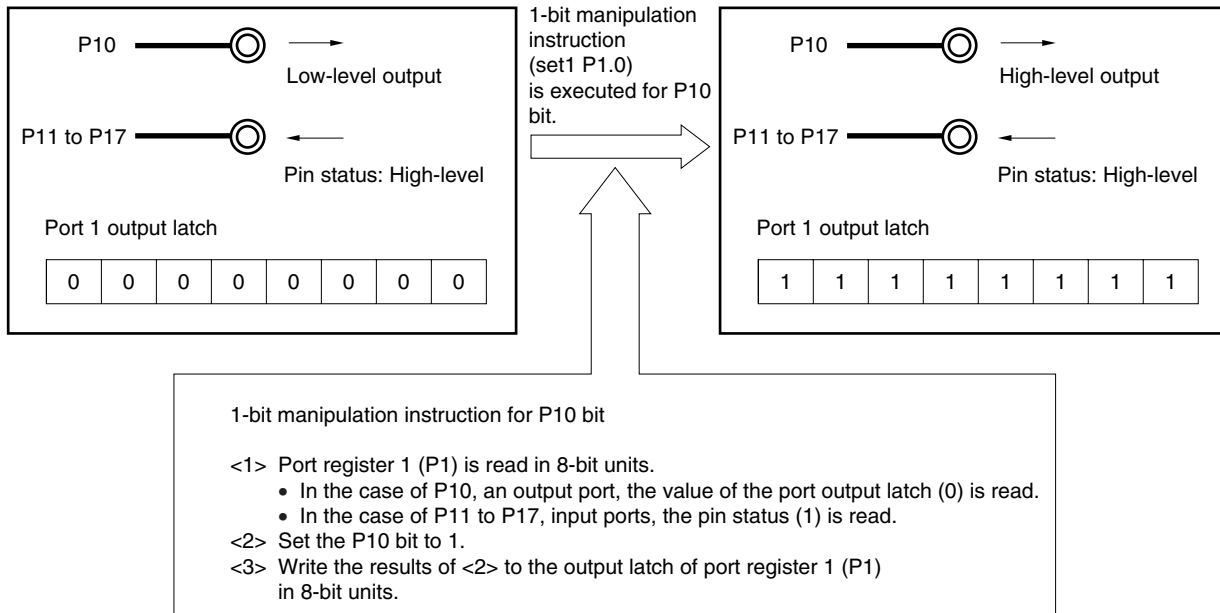 P10
Low-level output
P11 to P17
Pin status: High-level
Port 1 output latch
0 0 0 0 0 0 0 0
1-bit manipulation
instruction
(set1 P1.0)
is executed for P10
bit.
P10
High-level output
P11 to P17
Pin status: High-level
Port 1 output latch
1 1 1 1 1 1 1 1
1-bit manipulation instruction for P10 bit
<1> Port register 1 (P1) is read in 8-bit units.
• In the case of P10, an output port, the value of the port output latch (0) is read.
• In the case of P11 to P17, input ports, the pin status (1) is read.
<2> Set the P10 bit to 1.
<3> Write the results of <2> to the output latch of port register 1 (P1)
in 8-bit units.